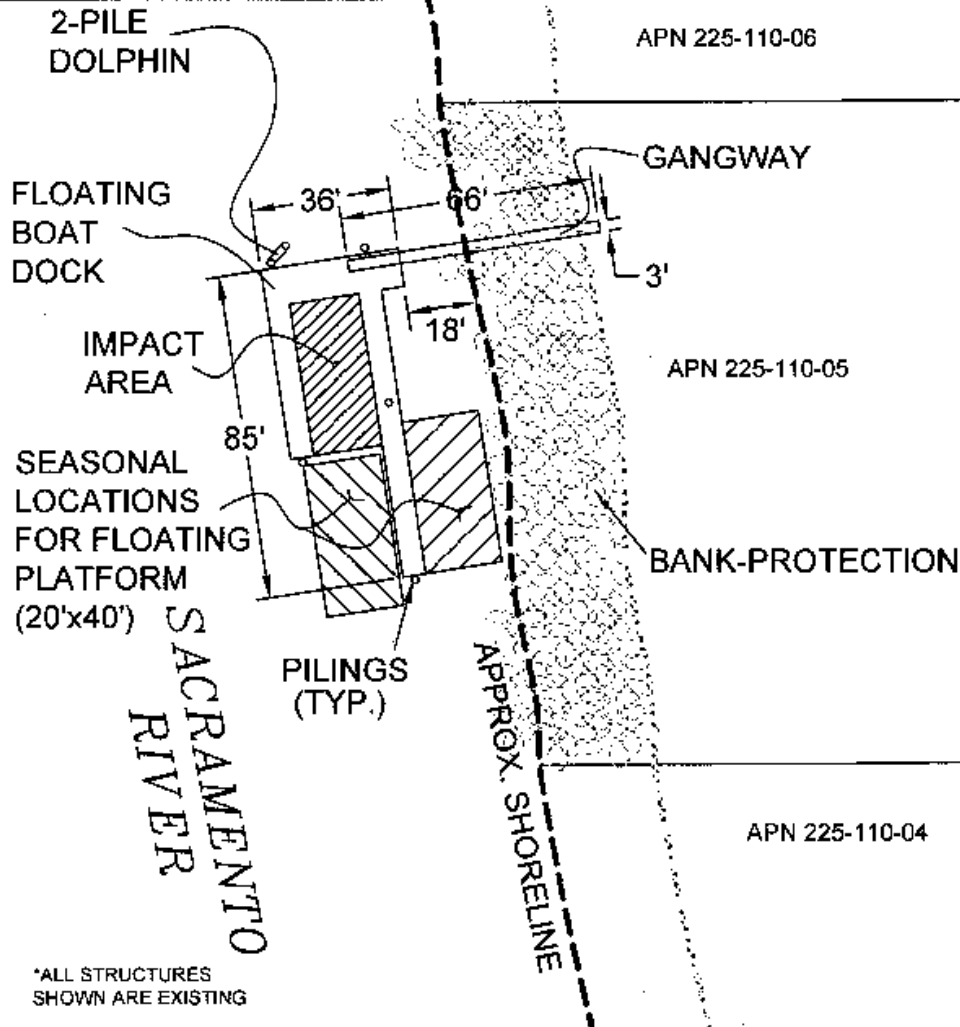 2-PILE
DOLPHIN
APN 225-110-06
GANGWAY
FLOATING
BOAT
DOCK
36'
66'
3'
18'
IMPACT
AREA
APN 225-110-05
85'
SEASONAL
LOCATIONS
FOR FLOATING
PLATFORM
(20'x40')
BANK-PROTECTION
PILINGS
(TYP.)
SACRAMENTO
RIVER
APPROX. SHORELINE
APN 225-110-04
*ALL STRUCTURES
SHOWN ARE EXISTING